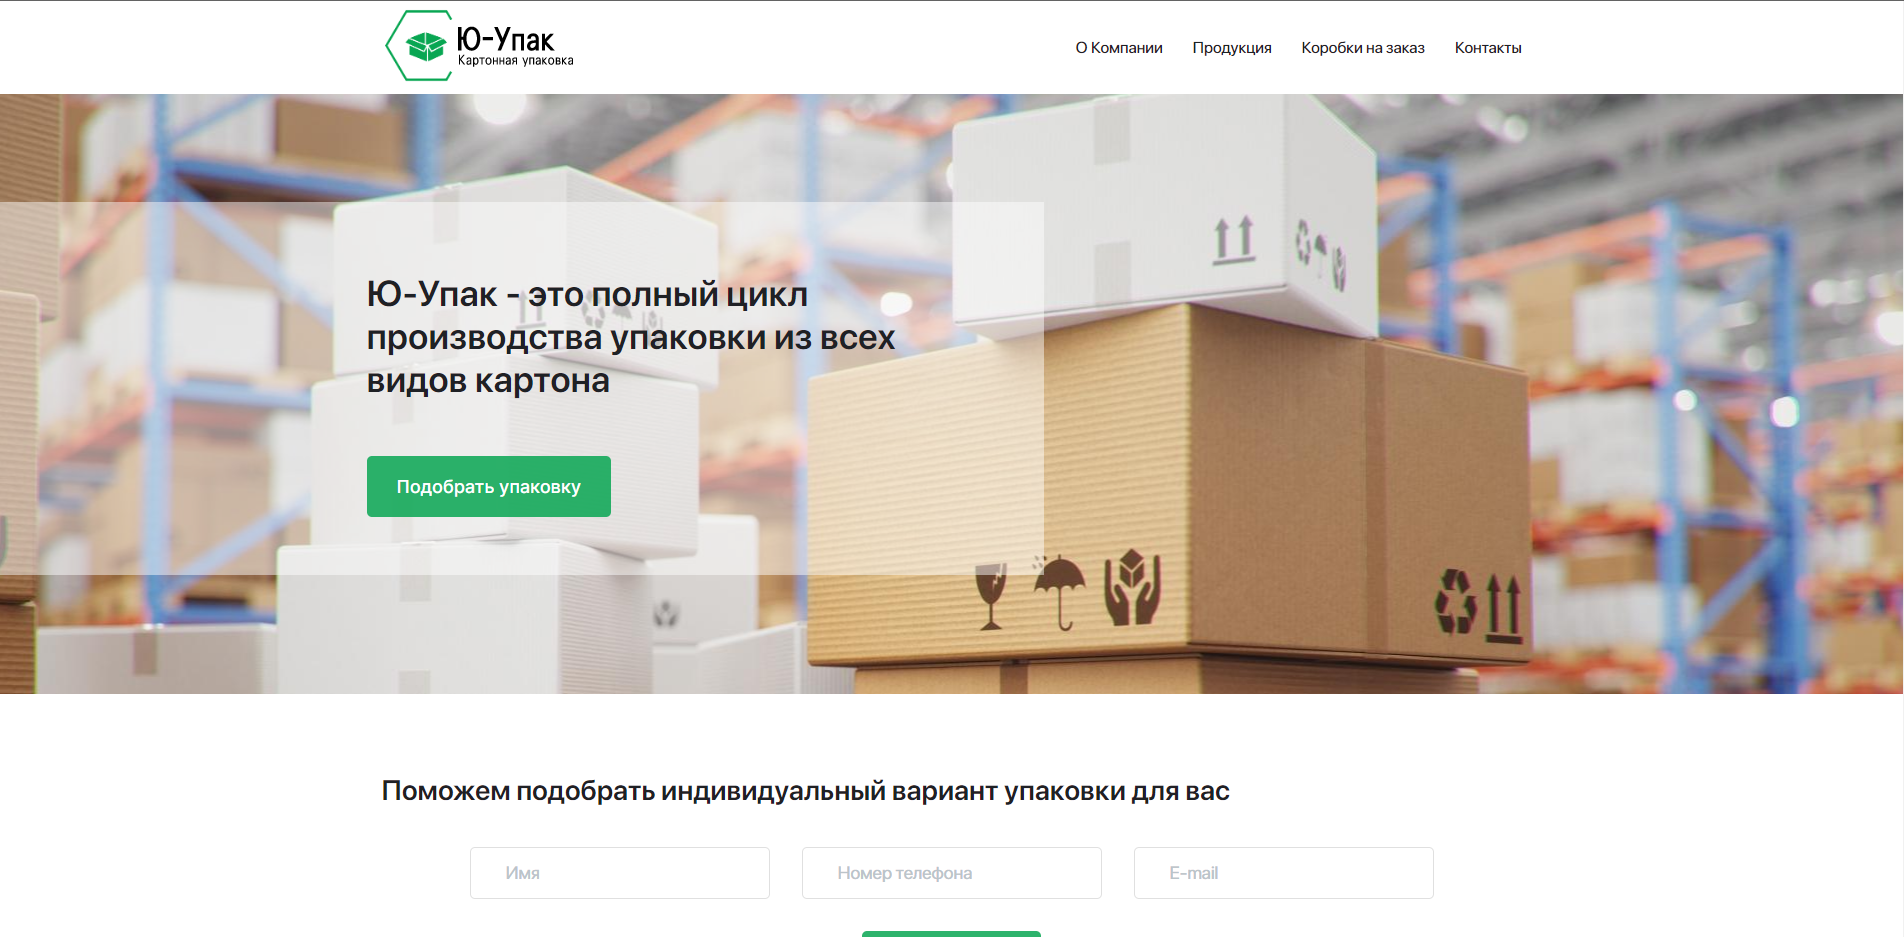 Ю-Упак
Картонная упаковка
О Компании
Продукция
Коробки на заказ
Контакты
Ю-Упак - это полный цикл
производства упаковки из всех
видов картона
Подобрать упаковку
Поможем подобрать индивидуальный вариант упаковки для вас
Имя
Номер телефона
E-mail